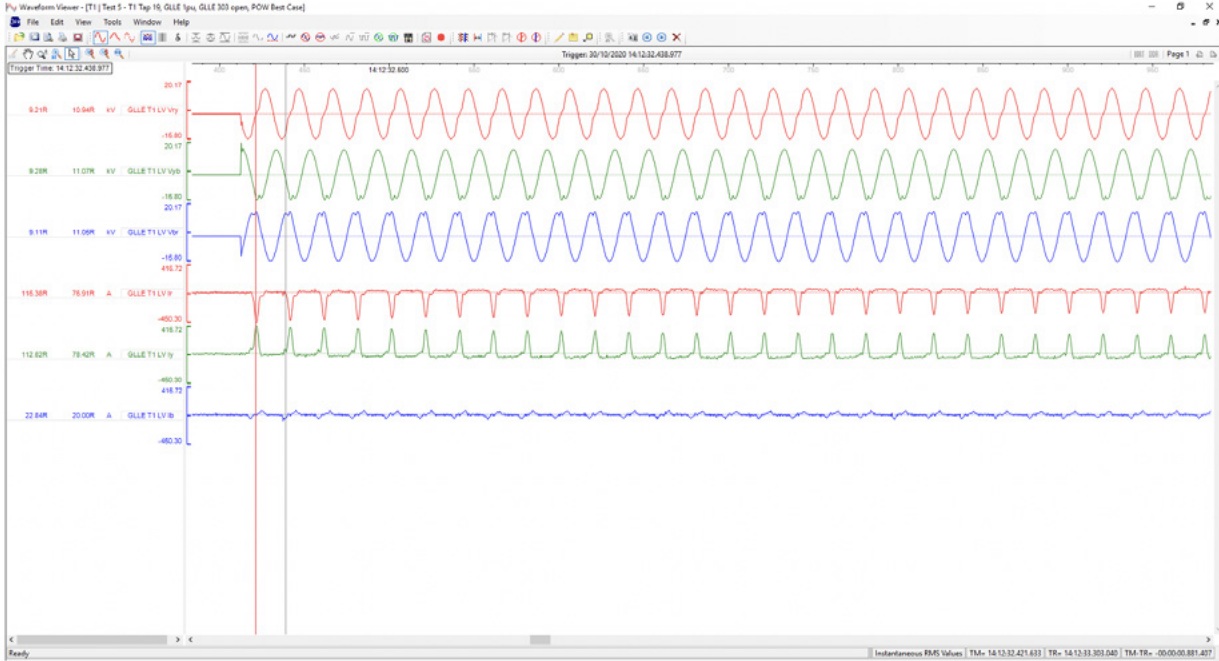 Waveform Viewer - [T1 | Test 5 - T1 Tap 19, GLLE 1pu, GLLE 303 open, POW Best Case]
File Edit View Tools Window Help
Trigger: 30/10/2020 14:12:32.438.977
Page 1
Trigger Time: 14:12:32.438.977
400 450 14:12:32.600
20.17
9.21R 10.94R kV GLLE T1 LV Vry
-16.80
20.17
9.28R 11.07R kV GLLE T1 LV Vyb
-16.80
20.17
9.11R 11.06R kV GLLE T1 LV Vbr
-16.80
416.72
116.38R 76.91R A GLLE T1 LV Ir
-460.30
416.72
112.62R 78.42R A GLLE T1 LV Iy
-460.30
416.72
22.84R 20.00R A GLLE T1 LV Ib
-460.30
Ready
Instantaneous RMS Values TM= 14:12:32.421.633 TR= 14:12:33.303.040 TM-TR= -00:00:00.881.407